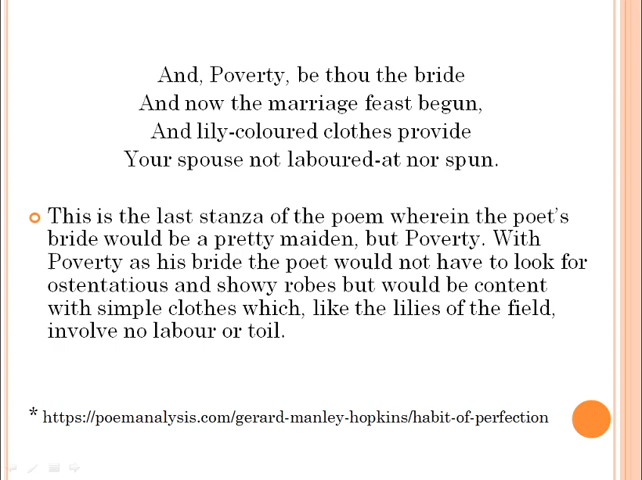 And, Poverty, be thou the bride
And now the marriage feast begun,
And lily-coloured clothes provide
Your spouse not laboured-at nor spun.
This is the last stanza of the poem wherein the poet's
bride would be a pretty maiden, but Poverty. With
Poverty as his bride the poet would not have to look for
ostentatious and showy robes but would be content
with simple clothes which, like the lilies of the field,
involve no labour or toil.
* https://poemanalysis.com/gerard-manley-hopkins/habit-of-perfection